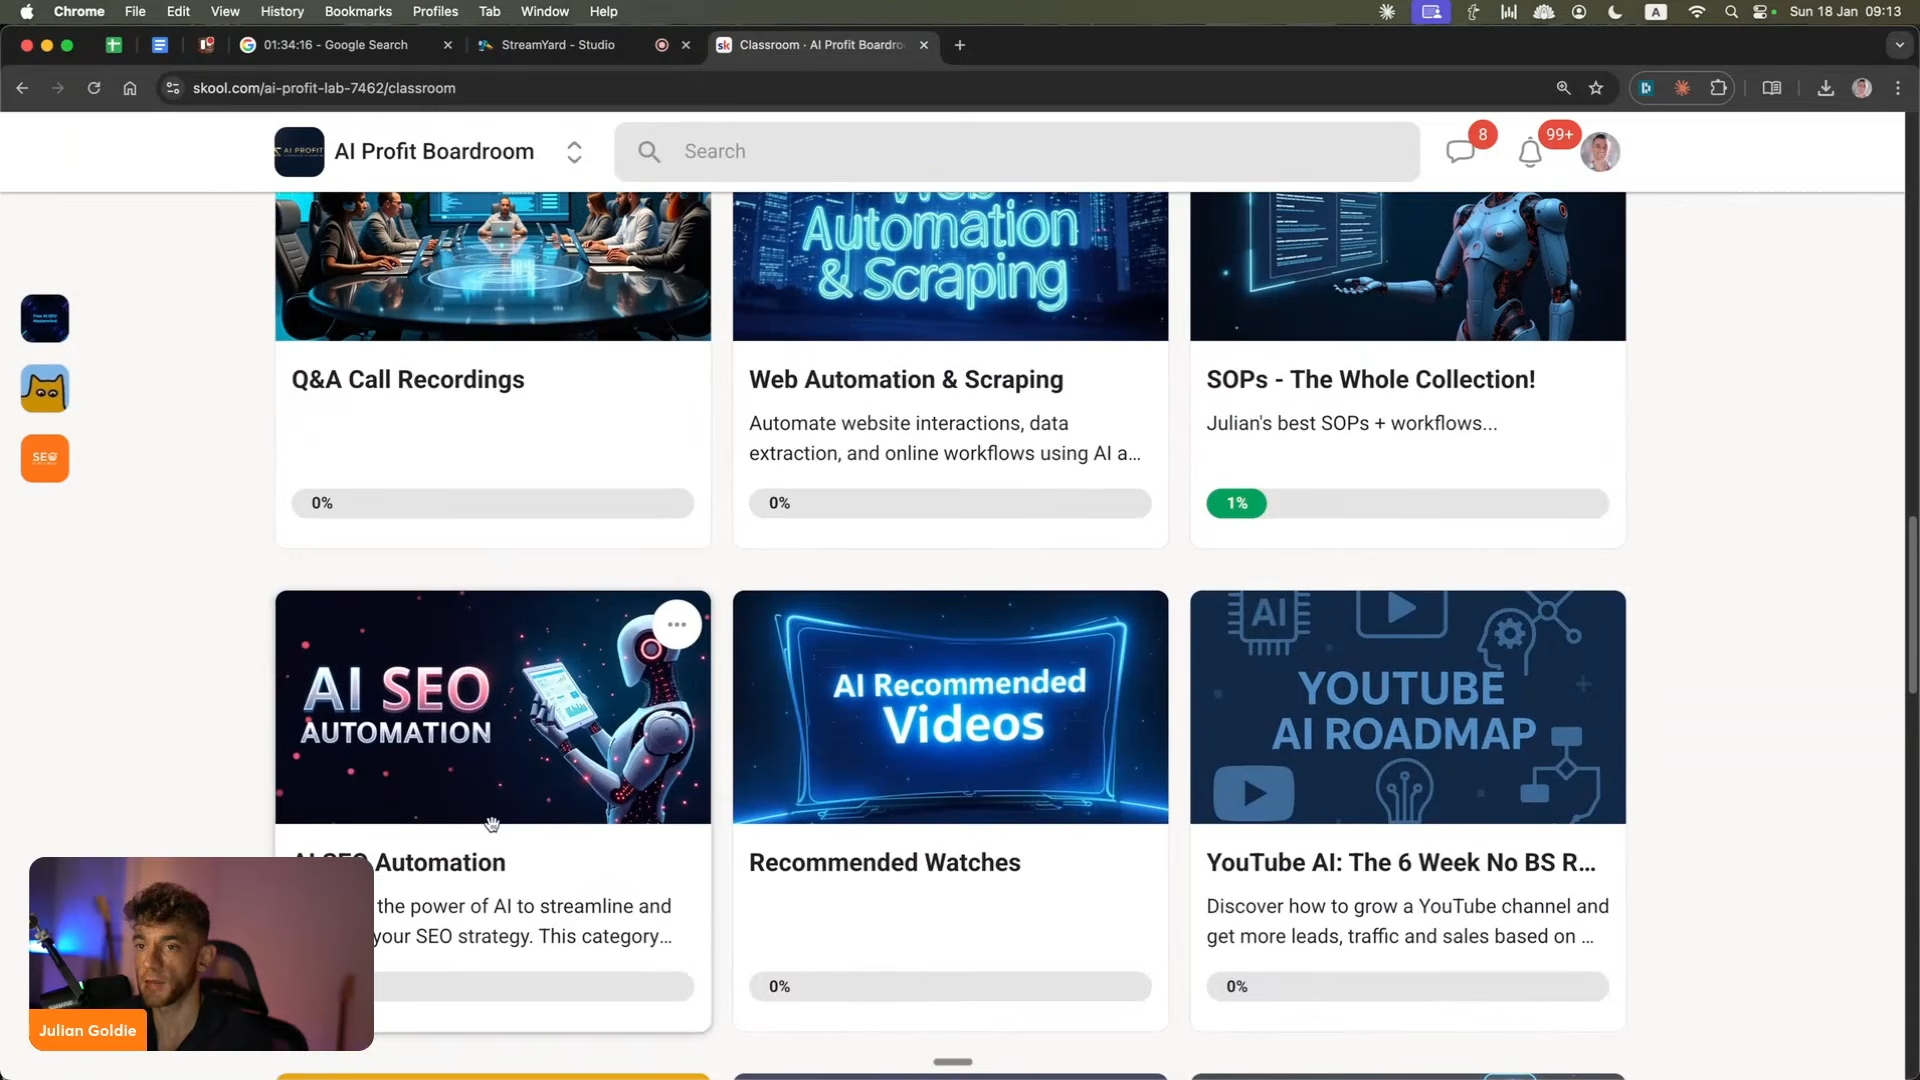 Chrome File Edit View History Bookmarks Profiles Tab Window Help
A
Sun 18 Jan 09:13
01:34:16 - Google Search
StreamYard - Studio
sk Classroom · AI Profit Boardro
skool.com/ai-profit-lab-7462/classroom
AI PROFIT
AI Profit Boardroom
Search
8
99+
Automation
& Scraping
Q&A Call Recordings
0%
Web Automation & Scraping
Automate website interactions, data
extraction, and online workflows using AI a...
0%
SOPs - The Whole Collection!
Julian's best SOPs + workflows...
1%
SEO
AI SEO
AUTOMATION
AI Recommended
Videos
AI
YOUTUBE
AI ROADMAP
AI SEO Automation
the power of AI to streamline and
your SEO strategy. This category...
Recommended Watches
0%
YouTube AI: The 6 Week No BS R...
Discover how to grow a YouTube channel and
get more leads, traffic and sales based on ...
0%
Julian Goldie